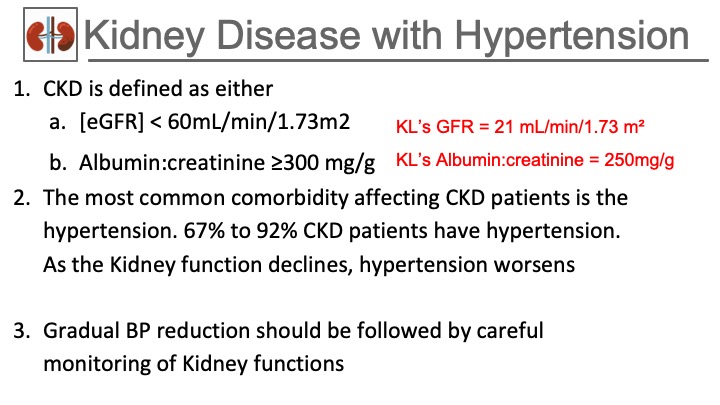 Kidney Disease with Hypertension
1. CKD is defined as either
a. [eGFR] < 60mL/min/1.73m2
KL's GFR = 21 mL/min/1.73 m²
b. Albumin:creatinine ≥300 mg/g
KL's Albumin:creatinine = 250mg/g
2. The most common comorbidity affecting CKD patients is the
hypertension. 67% to 92% CKD patients have hypertension.
As the Kidney function declines, hypertension worsens
3. Gradual BP reduction should be followed by careful
monitoring of Kidney functions